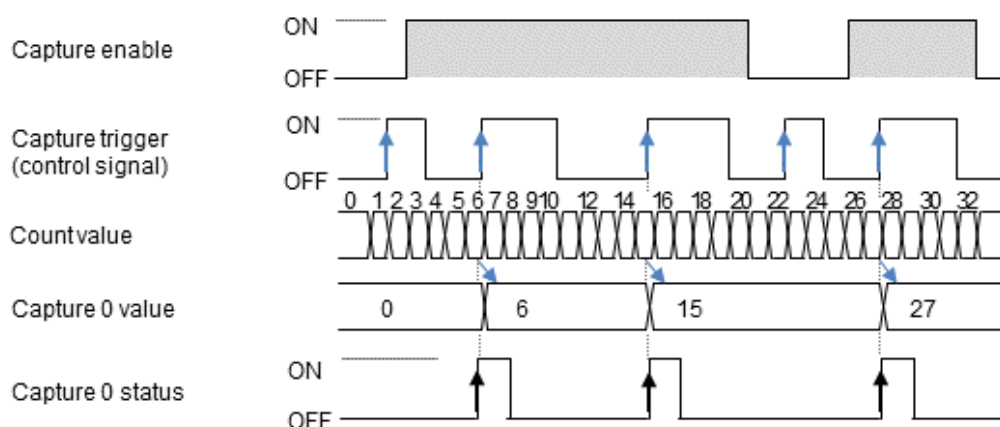 ON
Capture enable
OFF
ON
Capture trigger
(control signal)
OFF
0 1 2 3 4 5 6 7 8 9 10 12 14 16 18 20 22 24 26 28 30 32
Count value
Capture 0 value 0 6 15 27
ON
Capture 0 status
OFF